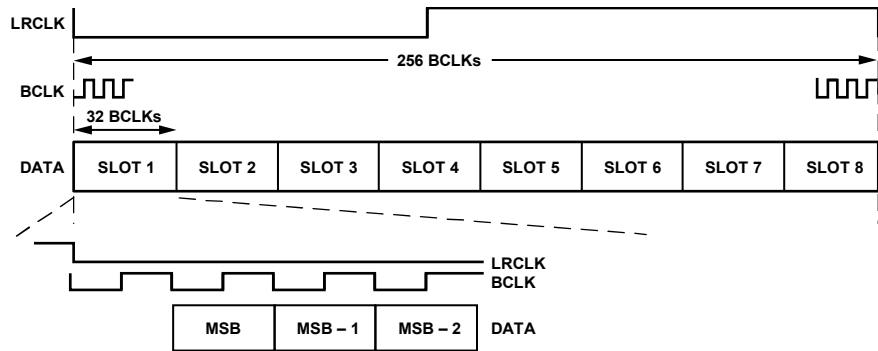 LRCLK
256 BCLKs
BCLK
32 BCLKs
DATA SLOT 1 SLOT 2 SLOT 3 SLOT 4 SLOT 5 SLOT 6 SLOT 7 SLOT 8
LRCLK
BCLK
MSB MSB – 1 MSB – 2 DATA